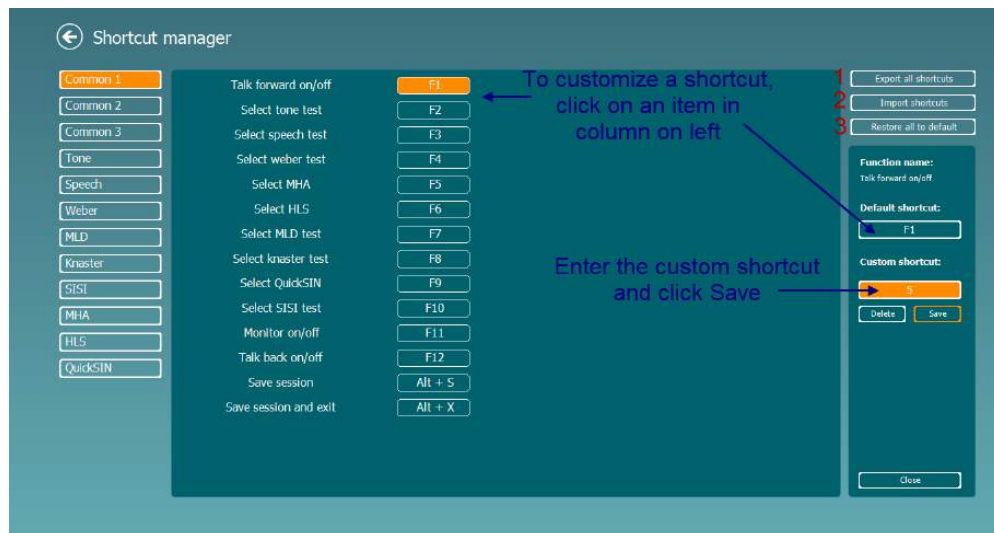 Shortcut manager
Common 1
Common 2
Common 3
Tone
Speech
Weber
MLD
Knaster
SISI
MHA
HLS
QuickSIN
Talk forward on/off F1
Select tone test F2
Select speech test F3
Select weber test F4
Select MHA F5
Select HLS F6
Select MLD test F7
Select knaster test F8
Select QuickSIN F9
Select SISI test F10
Monitor on/off F11
Talk back on/off F12
Save session Alt + S
Save session and exit Alt + X
To customize a shortcut,
click on an item in
column on left
Enter the custom shortcut
and click Save
1 Export all shortcuts
2 Import shortcuts
3 Restore all to default
Function name:
Talk forward on/off
Default shortcut:
F1
Custom shortcut:
5
Delete Save
Close